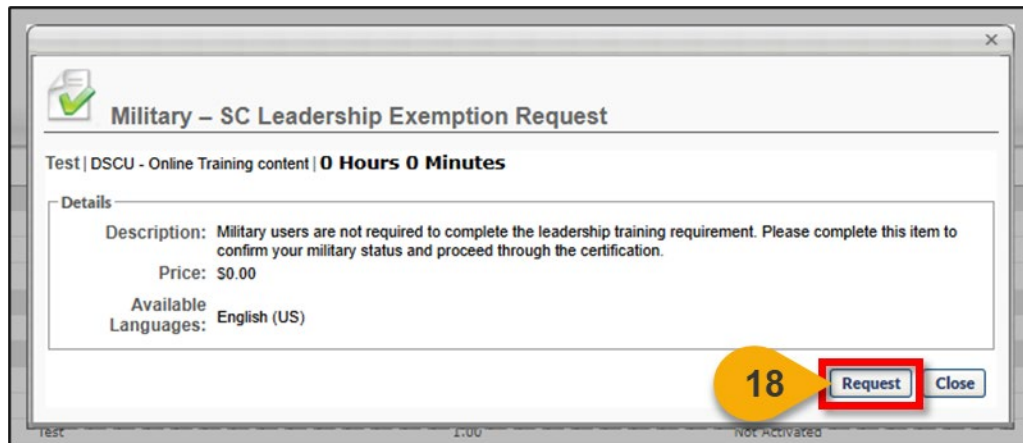 ×
Military – SC Leadership Exemption Request
Test | DSCU - Online Training content | 0 Hours 0 Minutes
Details
Description: Military users are not required to complete the leadership training requirement. Please complete this item to
confirm your military status and proceed through the certification.
Price: $0.00
Available
Languages: English (US)
18 Request Close
Test 1.00 Not Activated